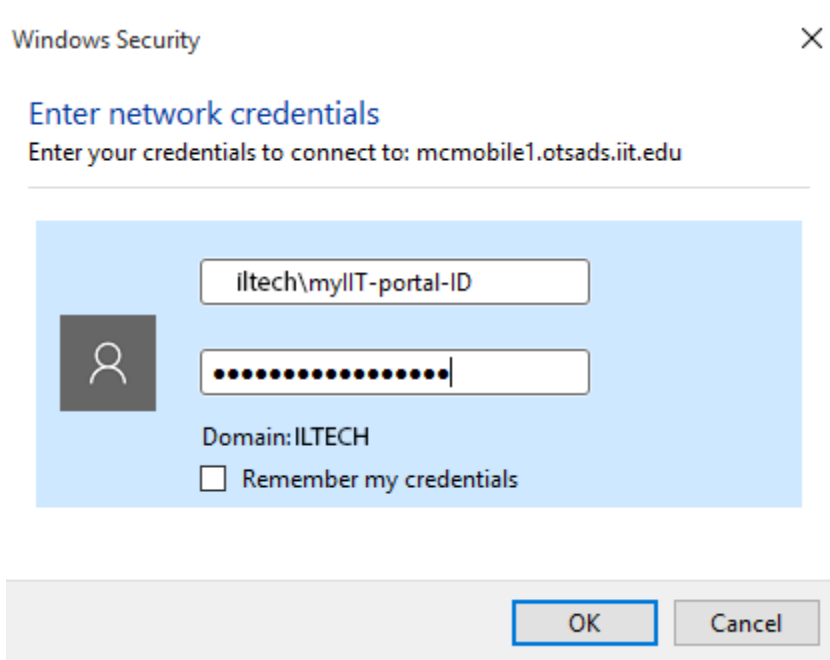 Windows Security
Enter network credentials
Enter your credentials to connect to: mcmobile1.otsads.iit.edu
iltech\myIIT-portal-ID
•••••••••••••••••
Domain:ILTECH
Remember my credentials
OK
Cancel